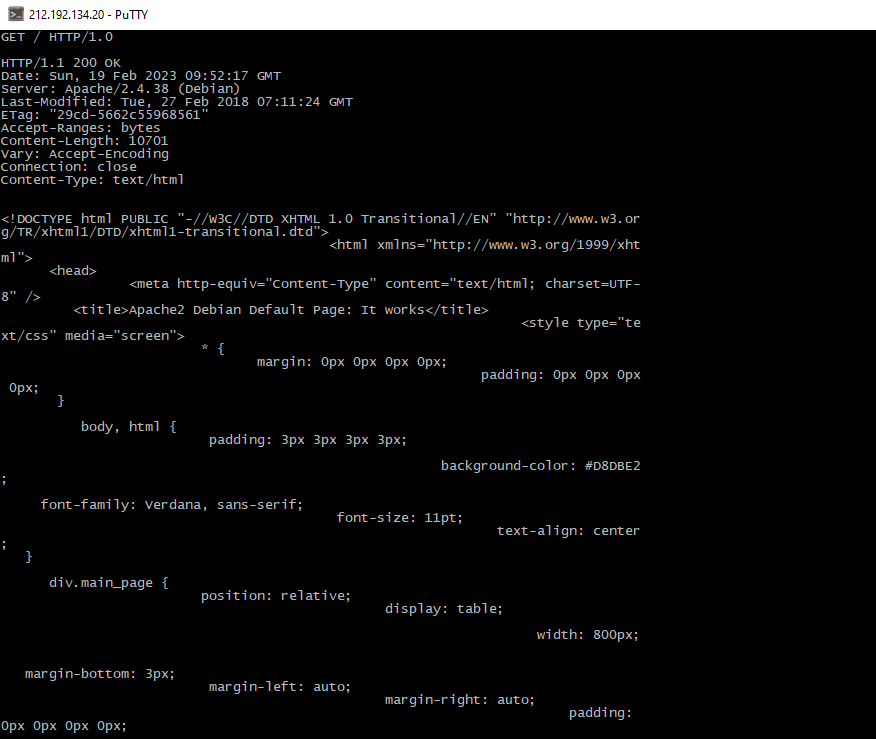 212.192.134.20 - PuTTY
GET / HTTP/1.0
HTTP/1.1 200 OK
Date: Sun, 19 Feb 2023 09:52:17 GMT
Server: Apache/2.4.38 (Debian)
Last-Modified: Tue, 27 Feb 2018 07:11:24 GMT
ETag: "29cd-5662c55968561"
Accept-Ranges: bytes
Content-Length: 10701
Vary: Accept-Encoding
Connection: close
Content-Type: text/html
<!DOCTYPE html PUBLIC "-//W3C//DTD XHTML 1.0 Transitional//EN" "http://www.w3.or
g/TR/xhtml1/DTD/xhtml1-transitional.dtd">
<html xmlns="http://www.w3.org/1999/xht
ml">
<head>
<meta http-equiv="Content-Type" content="text/html; charset=UTF-
8" />
<title>Apache2 Debian Default Page: It works</title>
<style type="te
xt/css" media="screen">
* {
margin: 0px 0px 0px 0px;
padding: 0px 0px 0px
0px;
}
body, html {
padding: 3px 3px 3px 3px;
background-color: #D8DBE2
;
font-family: Verdana, sans-serif;
font-size: 11pt;
text-align: center
;
}
div.main_page {
position: relative;
display: table;
width: 800px;
margin-bottom: 3px;
margin-left: auto;
margin-right: auto;
padding:
0px 0px 0px 0px;